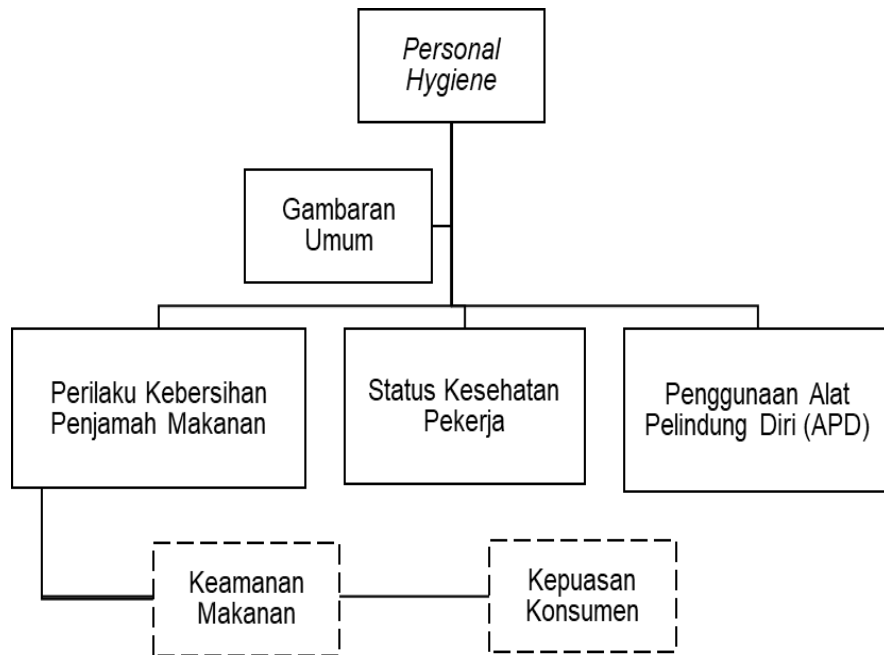 Personal
Hygiene
Gambaran
Umum
Perilaku Kebersihan
Penjamah Makanan
Status Kesehatan
Pekerja
Penggunaan Alat
Pelindung Diri (APD)
Keamanan
Makanan
Kepuasan
Konsumen